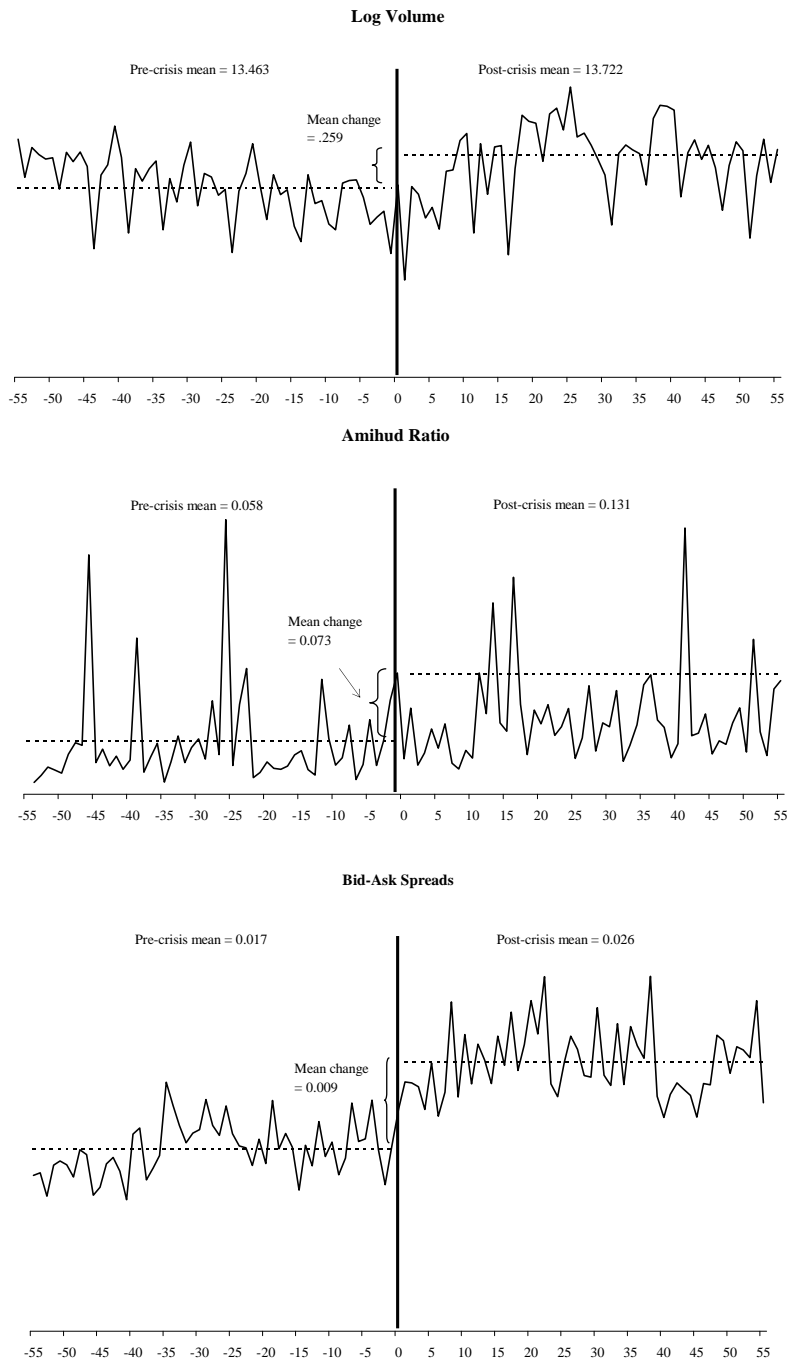 Log Volume
Pre-crisis mean = 13.463
Post-crisis mean = 13.722
Mean change
= .259
-55 -50 -45 -40 -35 -30 -25 -20 -15 -10 -5 0 5 10 15 20 25 30 35 40 45 50 55
Amihud Ratio
Pre-crisis mean = 0.058
Post-crisis mean = 0.131
Mean change
= 0.073
-55 -50 -45 -40 -35 -30 -25 -20 -15 -10 -5 0 5 10 15 20 25 30 35 40 45 50 55
Bid-Ask Spreads
Pre-crisis mean = 0.017
Post-crisis mean = 0.026
Mean change
= 0.009
-55 -50 -45 -40 -35 -30 -25 -20 -15 -10 -5 0 5 10 15 20 25 30 35 40 45 50 55